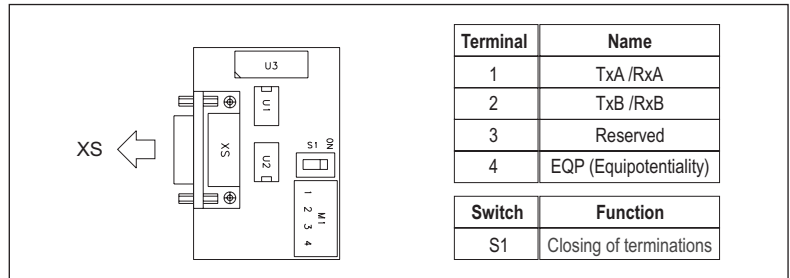 XS
U3
U1
XS
U2
S1
ON
M1
1
2
3
4
Terminal Name
1 TxA /RxA
2 TxB /RxB
3 Reserved
4 EQP (Equipotentiality)
Switch Function
S1 Closing of terminations